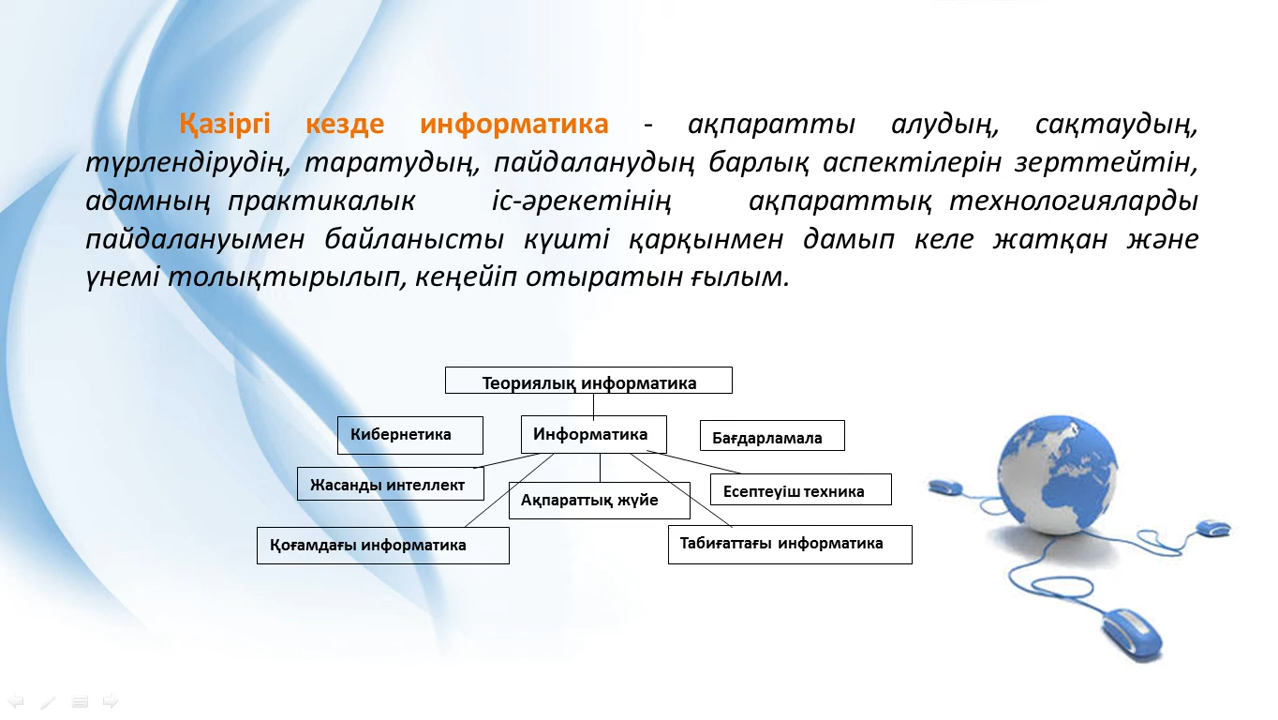 Қазіргі кезде информатика - ақпаратты алудың, сақтаудың,
түрлендірудің, таратудың, пайдаланудың барлық аспектілерін зерттейтін,
адамның практикалык іс-әрекетінің ақпараттық технологияларды
пайдалануымен байланысты күшті қарқынмен дамып келе жатқан және
үнемі толықтырылып, кеңейіп отыратын ғылым.
Теориялық информатика
Кибернетика
Информатика
Бағдарламала
Жасанды интеллект
Ақпараттық жүйе
Есептеуіш техника
Қоғамдағы информатика
Табиғаттағы информатика